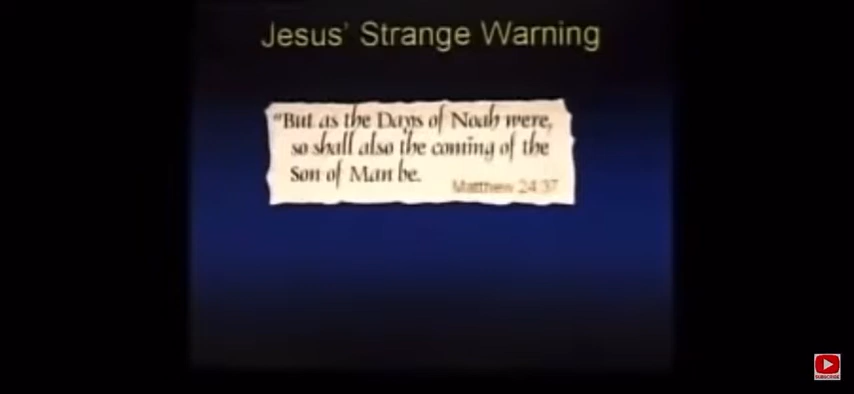 Jesus' Strange Warning
"But as the Days of Noah were,
so shall also the coming of the
Son of Man be.
Matthew 24:37
SUBSCRIBE